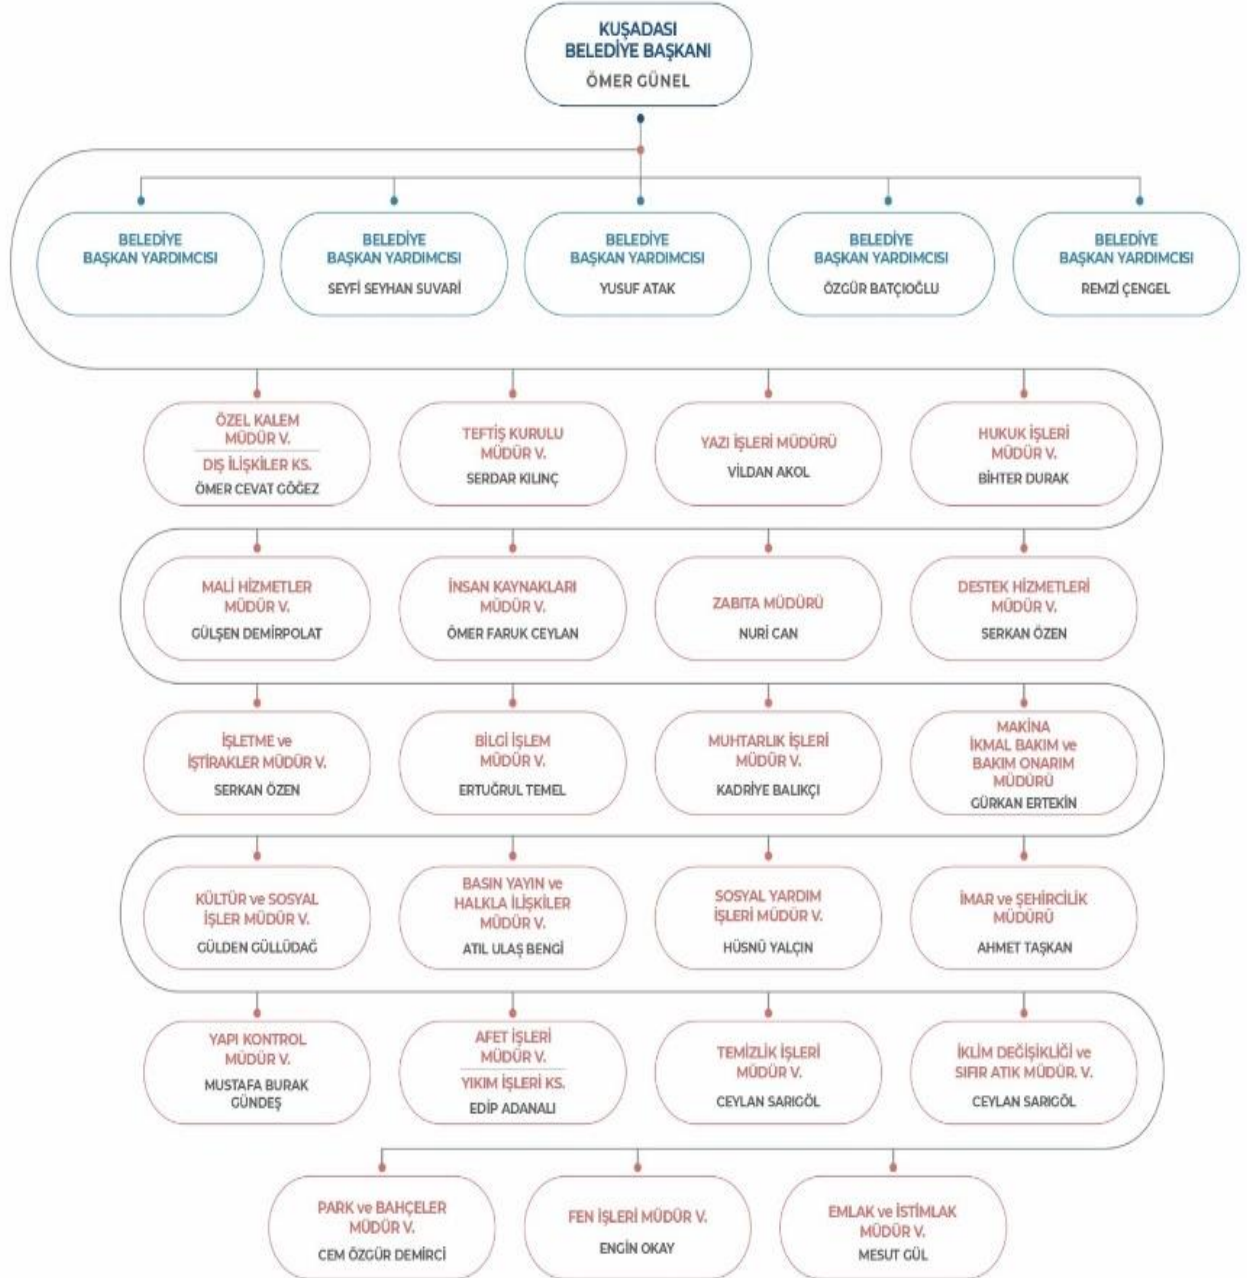 KUŞADASI
BELEDİYE BAŞKANI
ÖMER GÜNEL
BELEDİYE
BAŞKAN YARDIMCISI
BELEDİYE
BAŞKAN YARDIMCISI
SEYFİ SEYHAN SUVARİ
BELEDİYE
BAŞKAN YARDIMCISI
YUSUF ATAK
BELEDİYE
BAŞKAN YARDIMCISI
ÖZGÜR BATÇIOĞLU
BELEDİYE
BAŞKAN YARDIMCISI
REMZİ ÇENGEL
ÖZEL KALEM
MÜDÜR V.
DIŞ İLİŞKİLER KS.
ÖMER CEVAT GÖĞEZ
TEFTİŞ KURULU
MÜDÜR V.
SERDAR KILINÇ
YAZI İŞLERİ MÜDÜRÜ
VİLDAN AKOL
HUKUK İŞLERİ
MÜDÜR V.
BİHTER DURAK
MALİ HİZMETLER
MÜDÜR V.
GÜLŞEN DEMİRPOLAT
İNSAN KAYNAKLARI
MÜDÜR V.
ÖMER FARUK CEYLAN
ZABITA MÜDÜRÜ
NURİ CAN
DESTEK HİZMETLERİ
MÜDÜR V.
SERKAN ÖZEN
İŞLETME ve
İŞTİRAKLER MÜDÜR V.
SERKAN ÖZEN
BİLGİ İŞLEM
MÜDÜR V.
ERTUĞRUL TEMEL
MUHTARLIK İŞLERİ
MÜDÜR V.
KADRİYE BALIKÇI
MAKİNA
İKMAL BAKIM ve
BAKIM ONARIM
MÜDÜRÜ
GÜRKAN ERTEKİN
KÜLTÜR ve SOSYAL
İŞLER MÜDÜR V.
GÜLDEN GÜLLÜDAĞ
BASIN YAYIN ve
HALKLA İLİŞKİLER
MÜDÜR V.
ATIL ULAŞ BENGİ
SOSYAL YARDIM
İŞLERİ MÜDÜR V.
HÜSNÜ YALÇIN
İMAR ve ŞEHİRCİLİK
MÜDÜRÜ
AHMET TAŞKAN
YAPI KONTROL
MÜDÜR V.
MUSTAFA BURAK
GÜNDEŞ
AFET İŞLERİ
MÜDÜR V.
YIKIM İŞLERİ KS.
EDİP ADANALI
TEMİZLİK İŞLERİ
MÜDÜR V.
CEYLAN SARIGÖL
İKLİM DEĞİŞİKLİĞİ ve
SIFIR ATIK MÜDÜR. V.
CEYLAN SARIGÖL
PARK ve BAHÇELER
MÜDÜR V.
CEM ÖZGÜR DEMİRCİ
FEN İŞLERİ MÜDÜR V.
ENGİN OKAY
EMLAK ve İSTİMLAK
MÜDÜR V.
MESUT GÜL